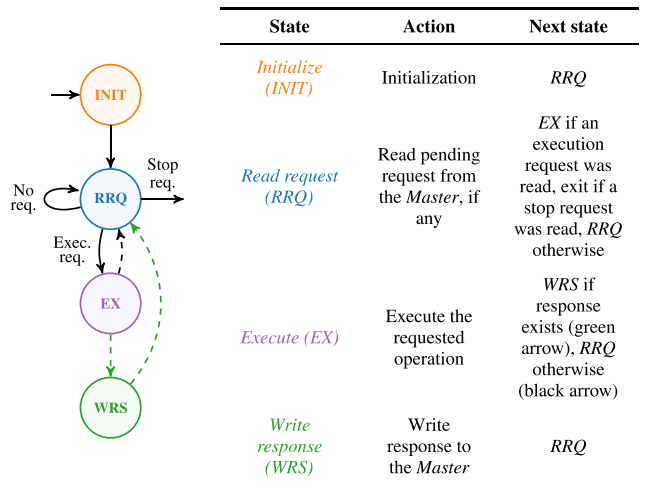 INIT
RRQ
No
req.
Stop
req.
Exec.
req.
EX
WRS
State Action Next state
Initialize
(INIT)
Initialization
RRQ
Read request
(RRQ)
Read pending
request from
the Master, if
any
EX if an
execution
request was
read, exit if a
stop request
was read, RRQ
otherwise
Execute (EX)
Execute the
requested
operation
WRS if
response
exists (green
arrow), RRQ
otherwise
(black arrow)
Write
response
(WRS)
Write
response to
the Master
RRQ